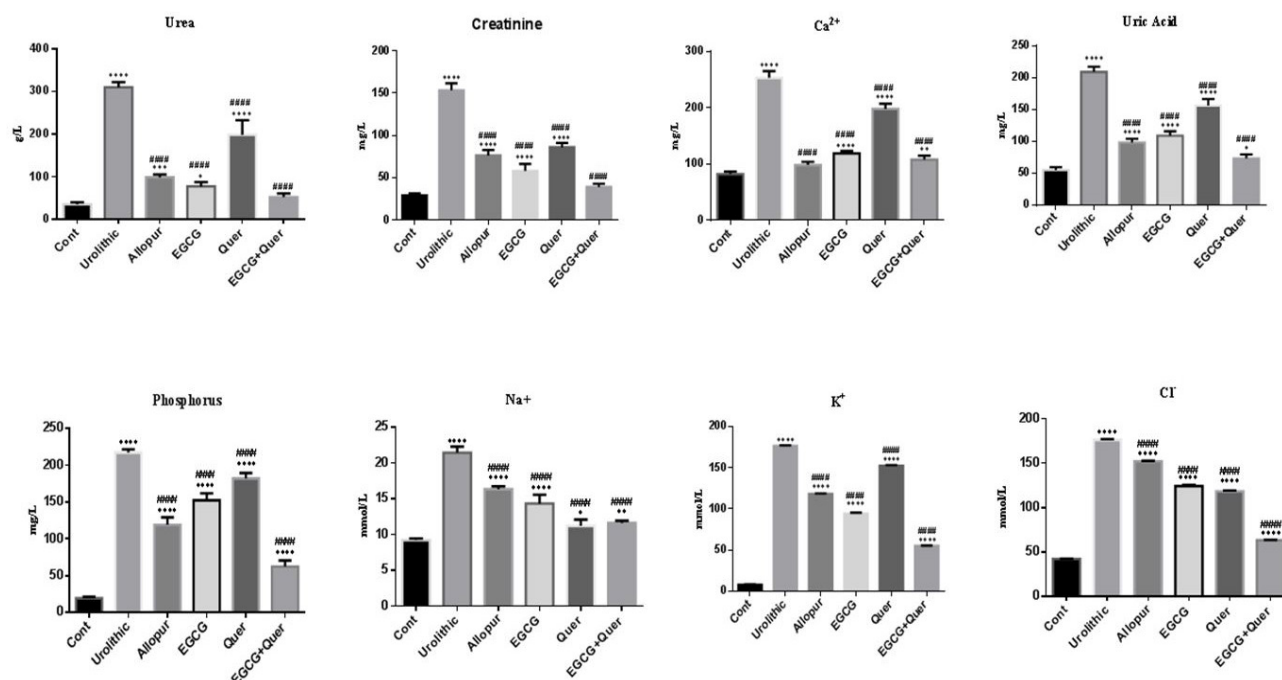 Urea
g/L
400
300
200
100
0
****
####
***
####
*
####
****
####
Cont
Urolithic
Allopur
EGCG
Quer
EGCG+Quer
Creatinine
mg/L
200
150
100
50
0
****
####
****
####
****
####
****
####
Cont
Urolithic
Allopur
EGCG
Quer
EGCG+Quer
Ca²⁺
mg/L
300
200
100
0
****
####
####
****
####
****
####
**
Cont
Urolithic
Allopur
EGCG
Quer
EGCG+Quer
Uric Acid
mg/L
250
200
150
100
50
0
****
####
****
####
****
####
****
####
*
Cont
Urolithic
Allopur
EGCG
Quer
EGCG+Quer
Phosphorus
mg/L
250
200
150
100
50
0
****
####
****
####
****
####
****
####
****
Cont
Urolithic
Allopur
EGCG
Quer
EGCG+Quer
Na+
mmol/L
25
20
15
10
5
0
****
####
****
####
****
####
*
####
**
Cont
Urolithic
Allopur
EGCG
Quer
EGCG+Quer
K⁺
mmol/L
200
150
100
50
0
****
####
****
####
****
####
****
####
****
Cont
Urolithic
Allopur
EGCG
Quer
EGCG+Quer
Cl⁻
mmol/L
200
150
100
50
0
****
####
****
####
****
####
****
####
****
Cont
Urolithic
Allopur
EGCG
Quer
EGCG+Quer